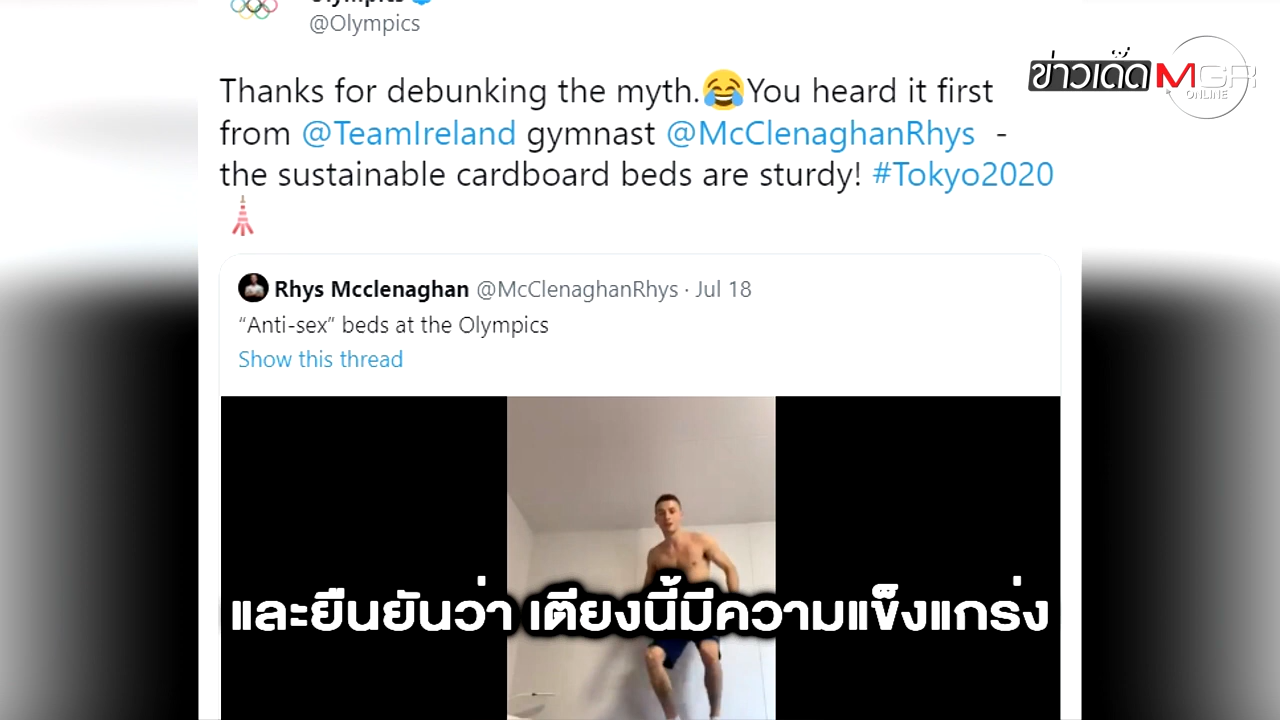 Olympics
@Olympics
ข่าวเด็ด MGR
ONLINE
Thanks for debunking the myth.😂You heard it first
from @TeamIreland gymnast @McClenaghanRhys -
the sustainable cardboard beds are sturdy! #Tokyo2020
Rhys Mcclenaghan @McClenaghanRhys · Jul 18
“Anti-sex” beds at the Olympics
Show this thread
และยืนยันว่า เตียงนี้มีความแข็งแกร่ง